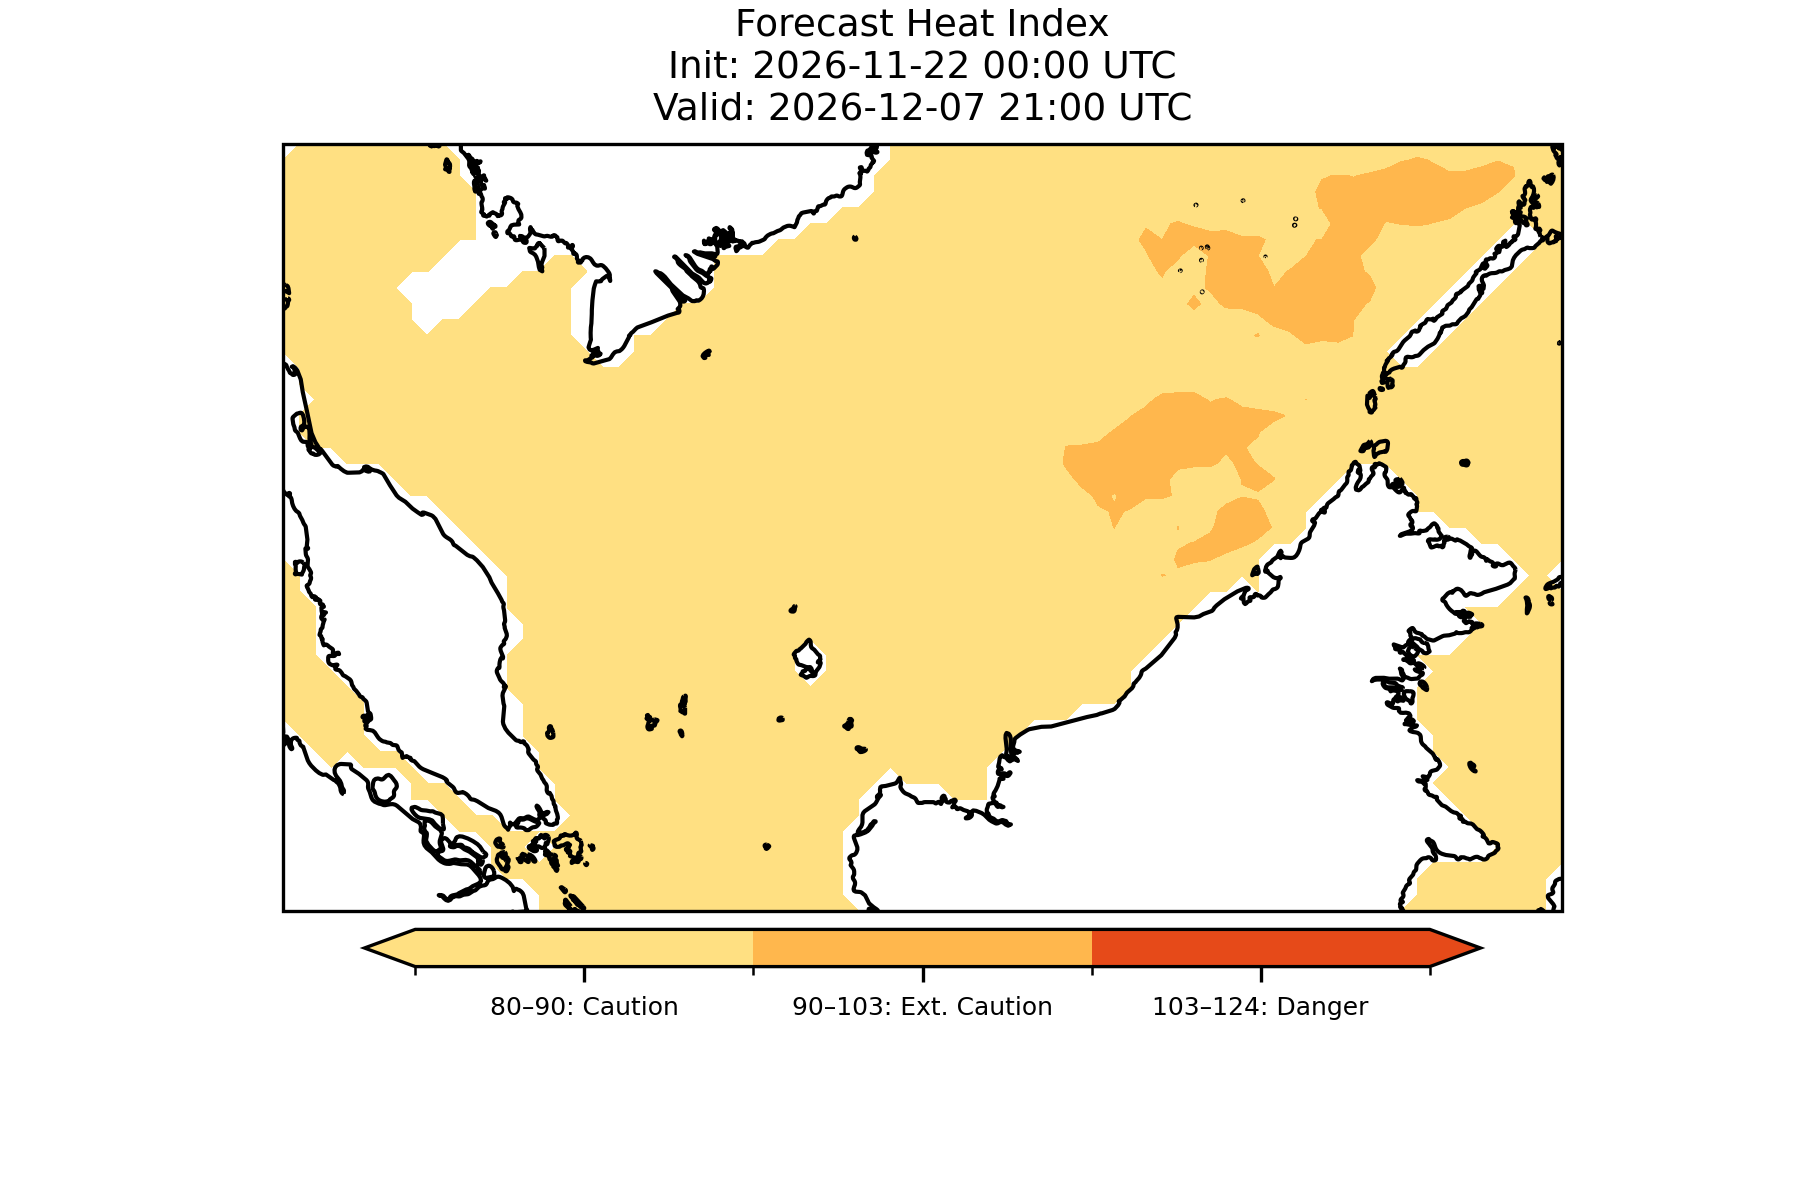 Forecast Heat Index
Init: 2026-11-22 00:00 UTC
Valid: 2026-12-07 21:00 UTC
80–90: Caution
90–103: Ext. Caution
103–124: Danger